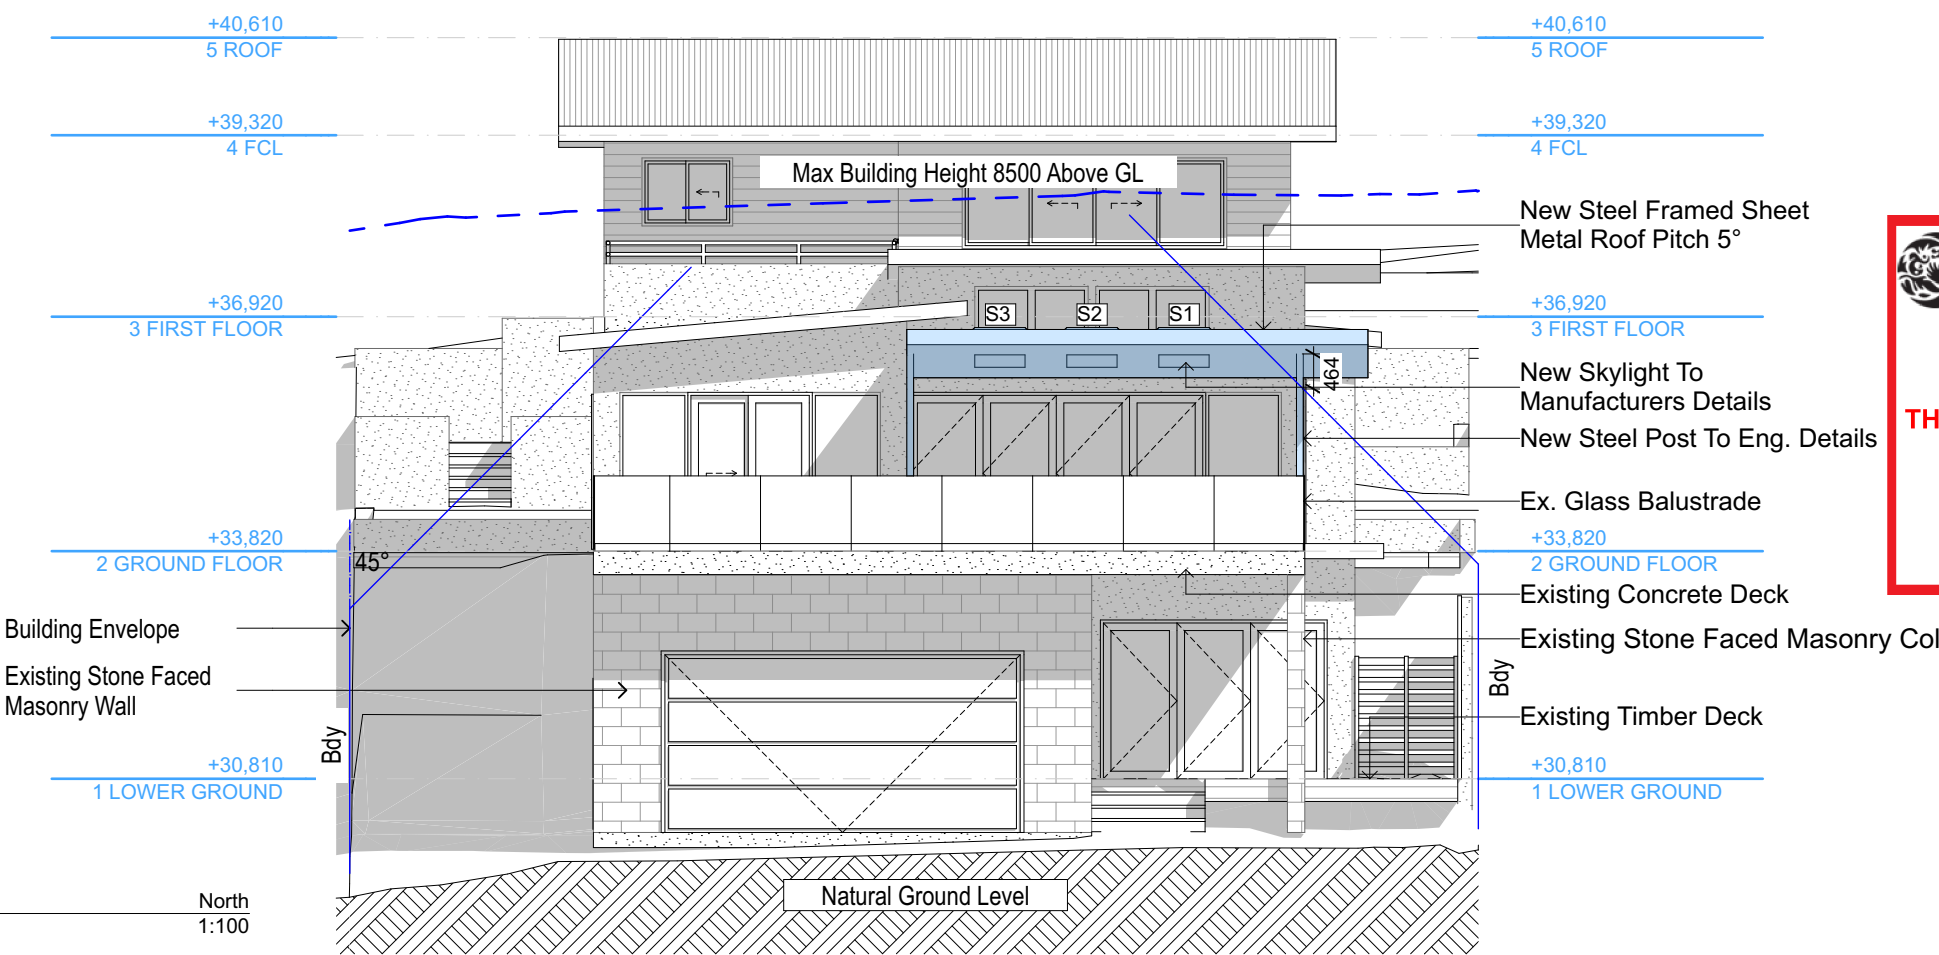 +40,610
5 ROOF
+40,610
5 ROOF
+39,320
4 FCL
+39,320
4 FCL
Max Building Height 8500 Above GL
New Steel Framed Sheet
Metal Roof Pitch 5°
+36,920
3 FIRST FLOOR
S3
S2
S1
+36,920
3 FIRST FLOOR
464
New Skylight To
Manufacturers Details
TH
New Steel Post To Eng. Details
Ex. Glass Balustrade
+33,820
2 GROUND FLOOR
45°
+33,820
2 GROUND FLOOR
Existing Concrete Deck
Building Envelope
Existing Stone Faced Masonry Col
Existing Stone Faced
Masonry Wall
Bdy
Bdy
Existing Timber Deck
+30,810
1 LOWER GROUND
+30,810
1 LOWER GROUND
Natural Ground Level
North
1:100